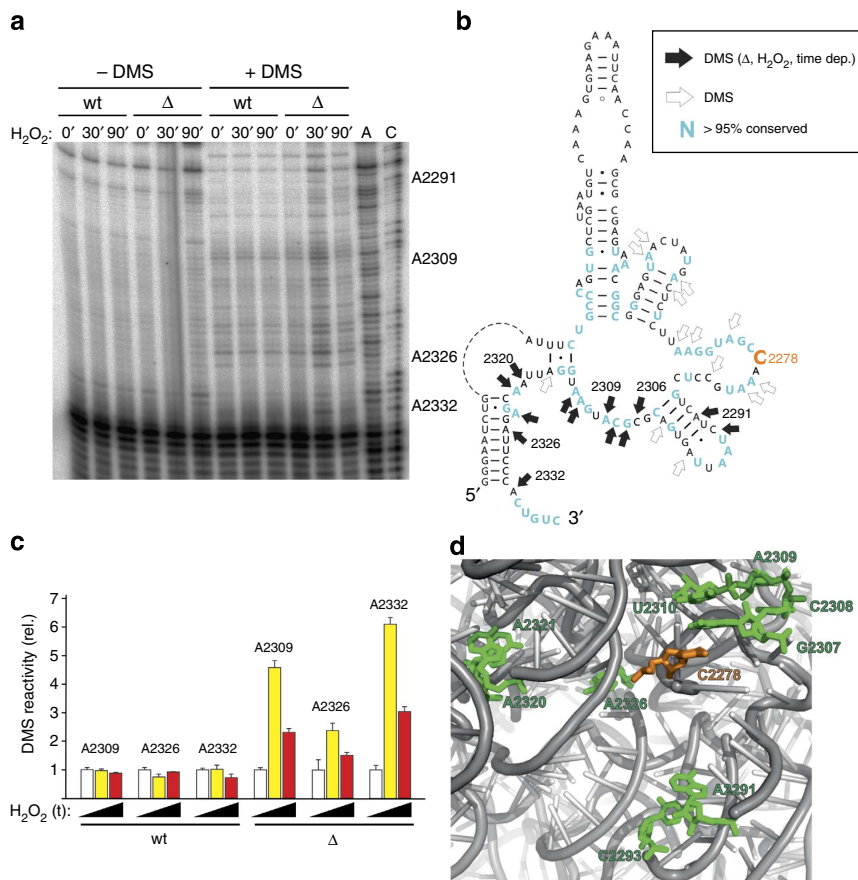 a
− DMS + DMS
wt Δ wt Δ
H₂O₂: 0′ 30′ 90′ 0′ 30′ 90′ 0′ 30′ 90′ 0′ 30′ 90′ A C
A2291
A2309
A2326
A2332
b
DMS (Δ, H₂O₂, time dep.)
DMS
N > 95% conserved
C2278
2320
2309
2306
2291
2326
2332
5′
3′
c
DMS reactivity (rel.)
7
6
5
4
3
2
1
A2309
A2326
A2332
A2309
A2326
A2332
H₂O₂ (t):
wt Δ
d
A2309
U2310
C2308
G2307
A2321
C2278
A2320
A2326
A2291
C2293